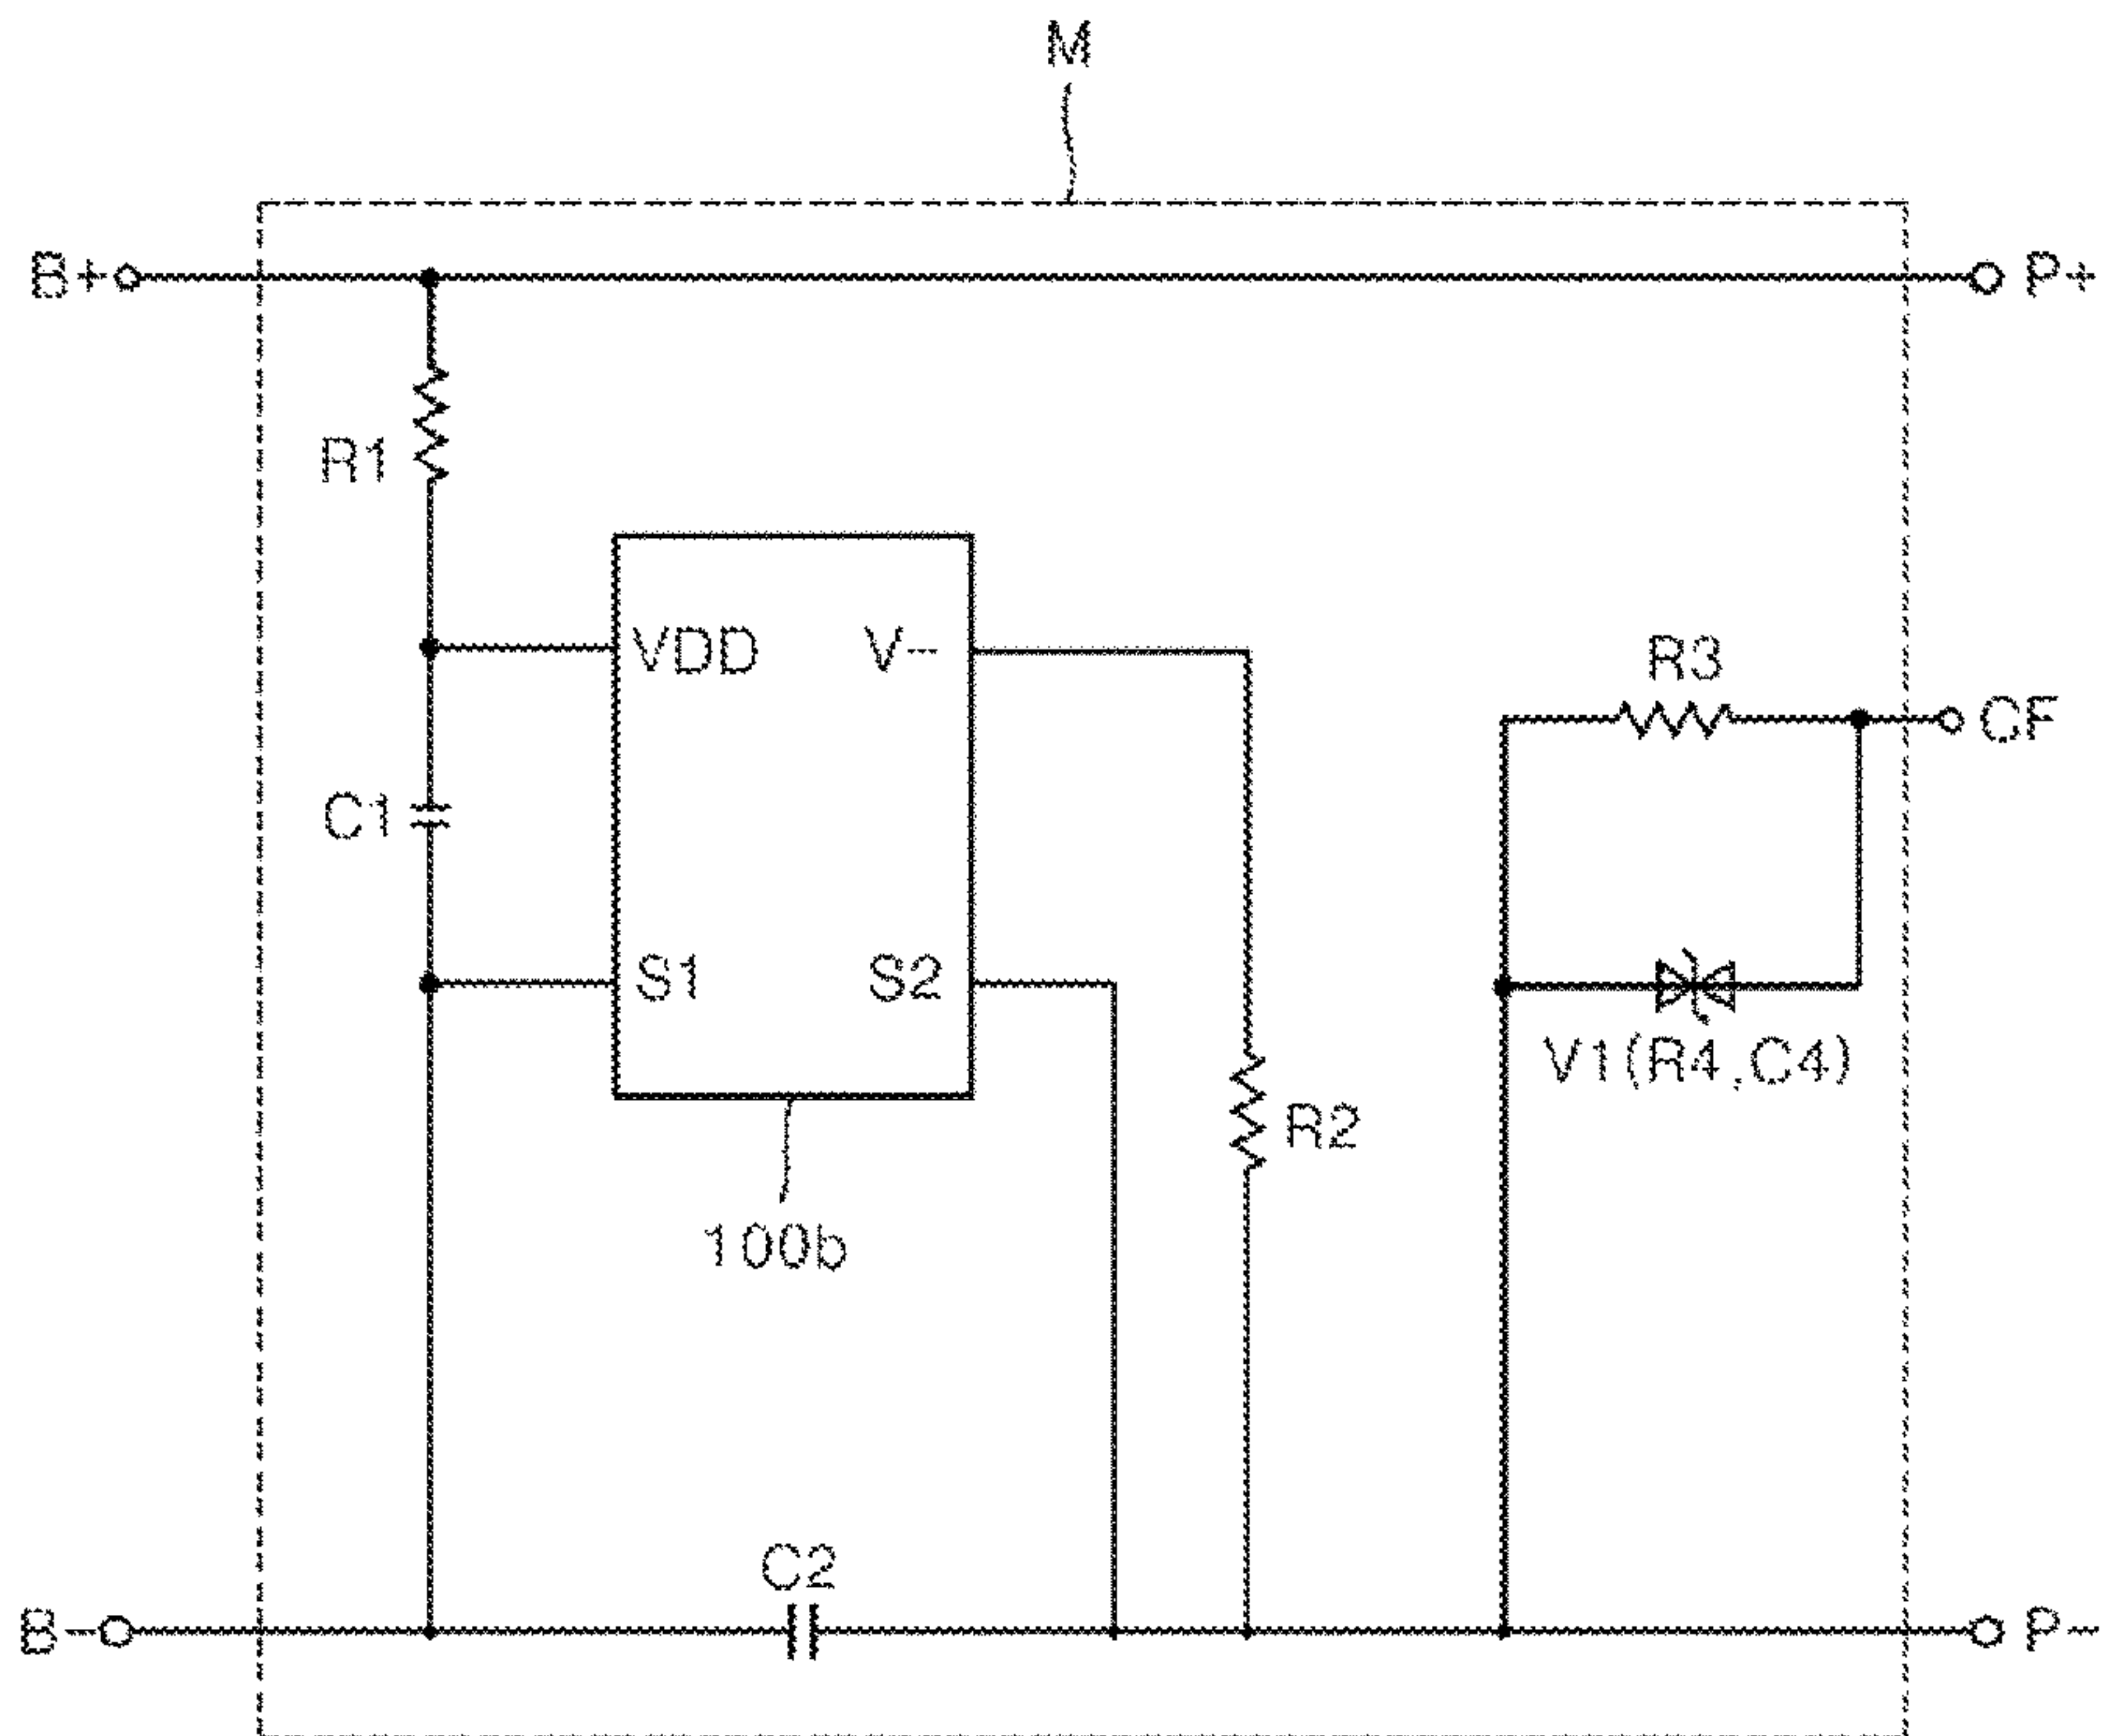 M
B+
P+
R1
VDD
V-
R3
CF
C1
S1
S2
V1(R4,C4)
R2
100b
C2
B-
P-